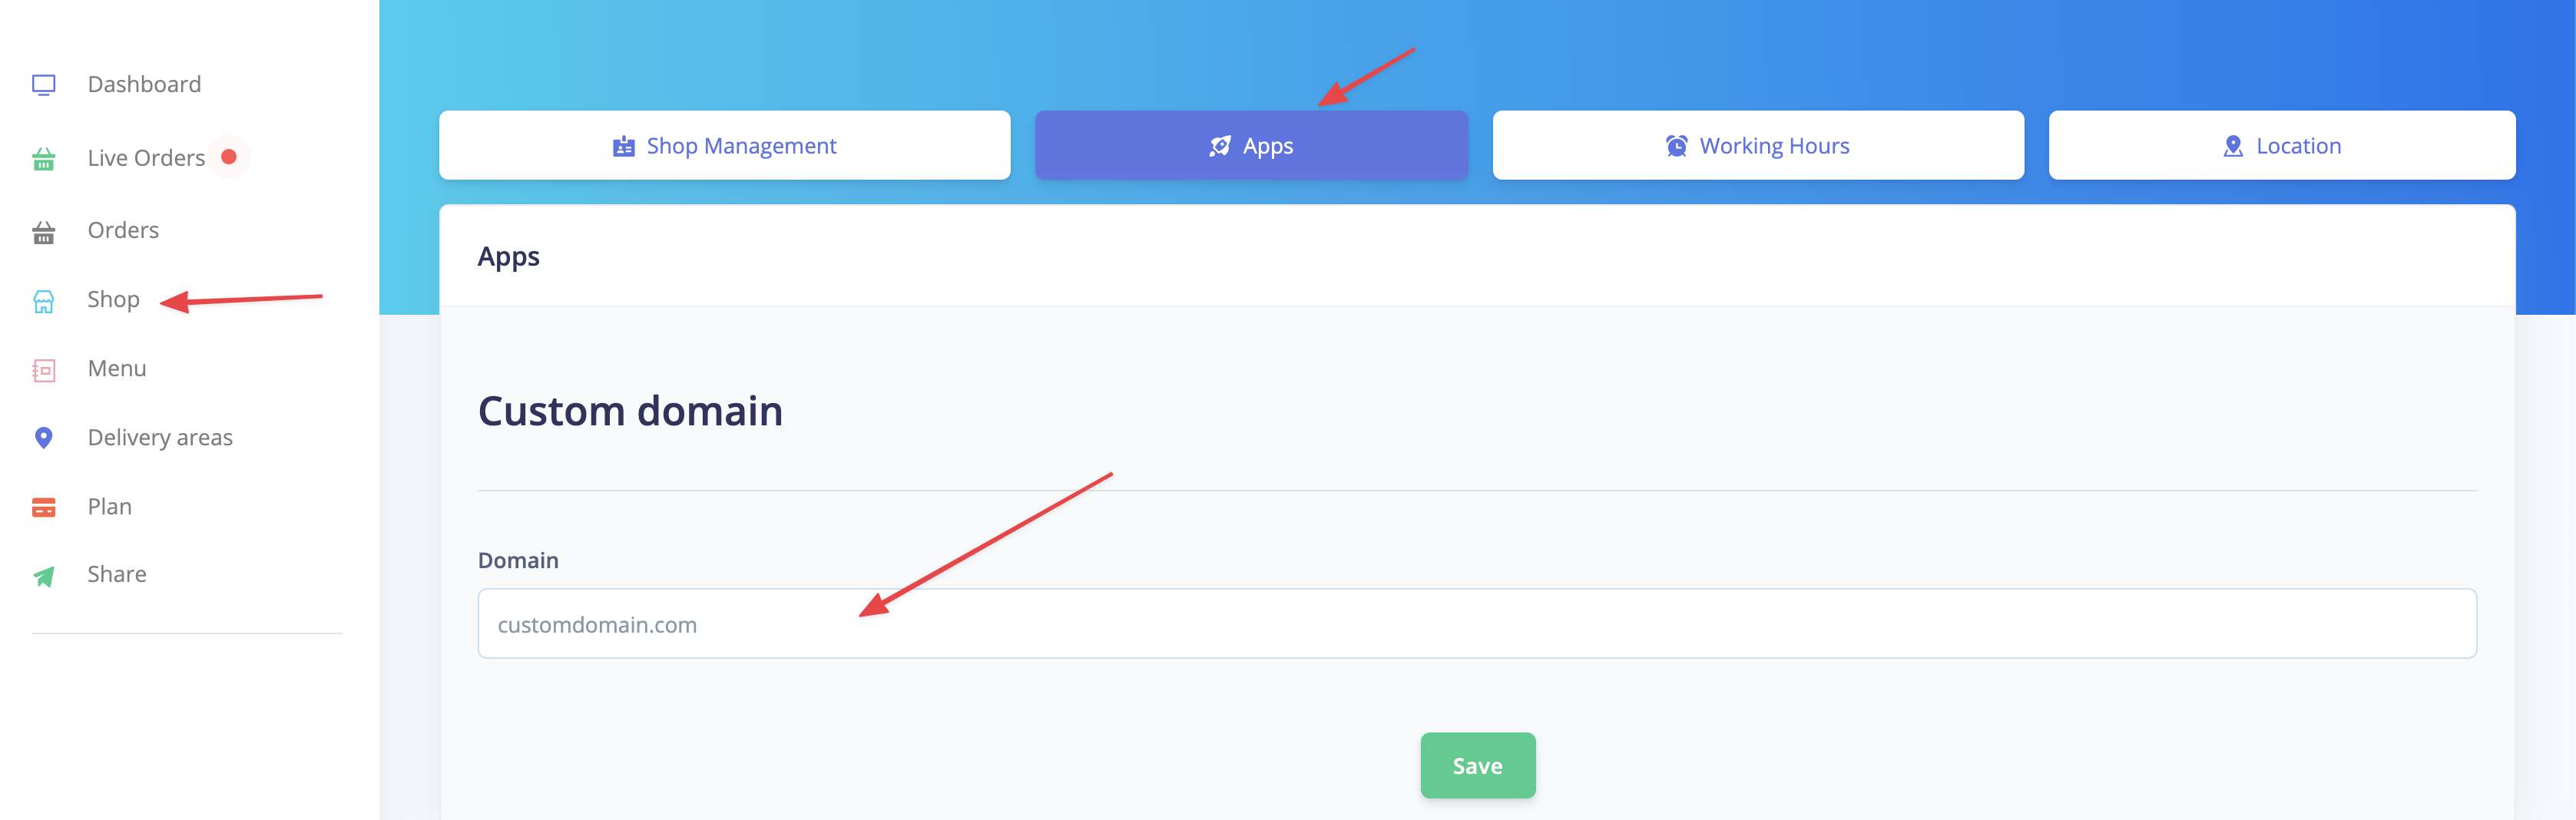 Dashboard
Live Orders
Orders
Shop
Menu
Delivery areas
Plan
Share
Shop Management
Apps
Working Hours
Location
Apps
Custom domain
Domain
customdomain.com
Save